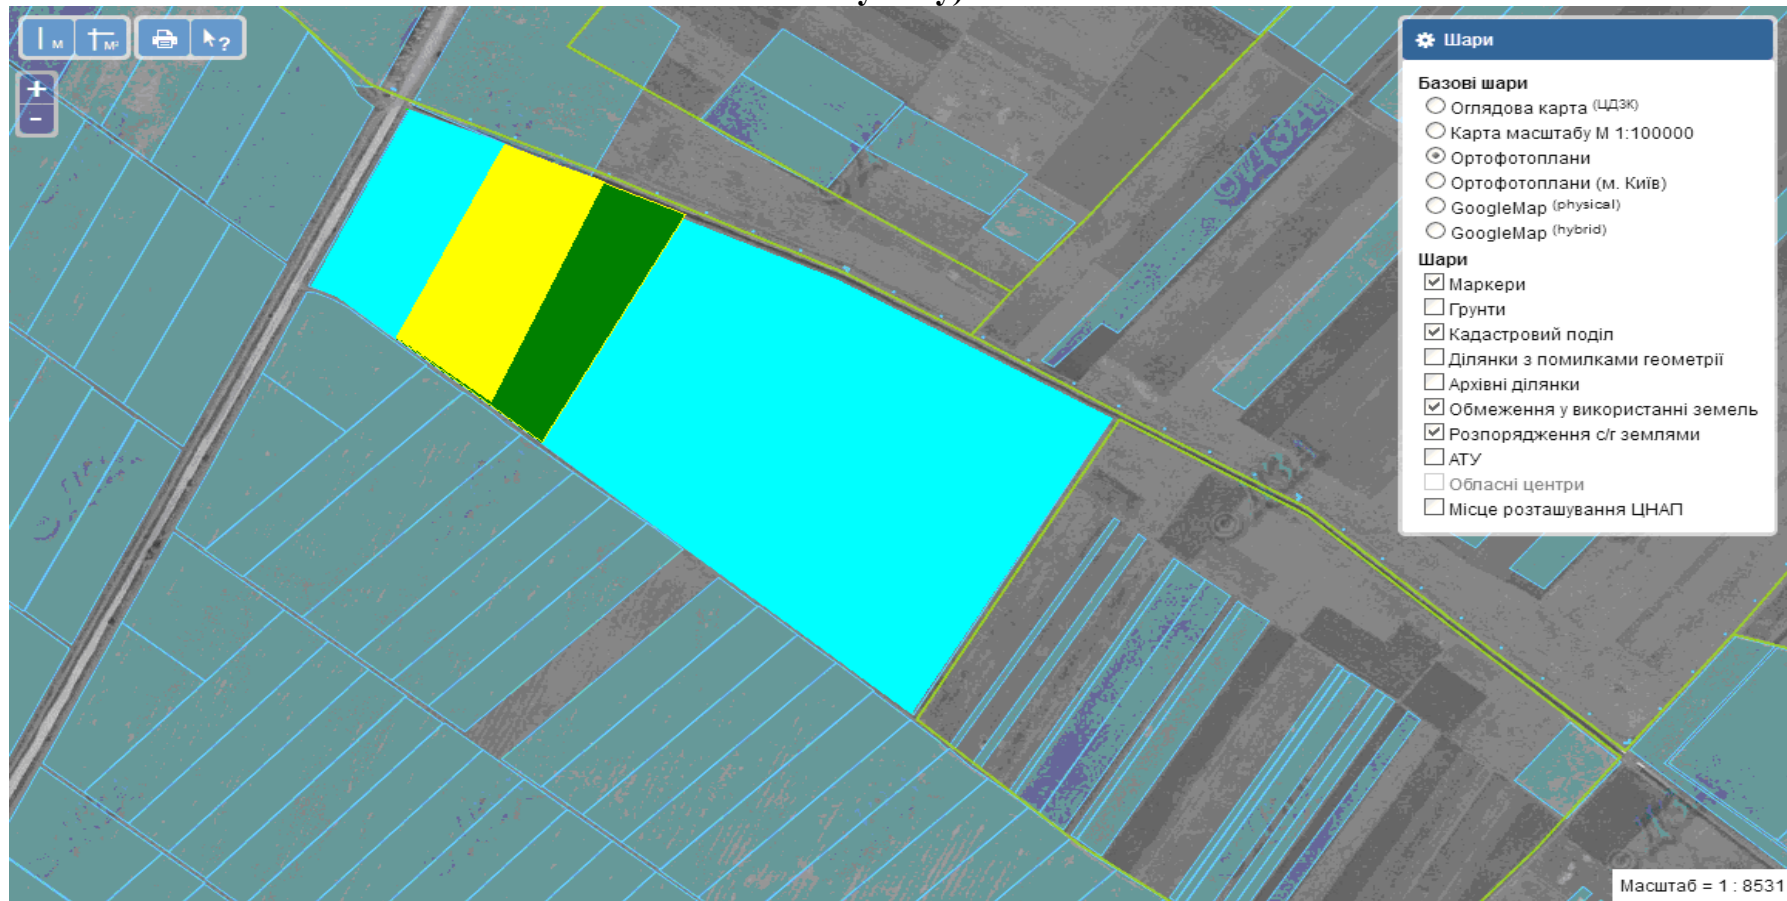 м
м²
?
+
-
Шари
Базові шари
Оглядова карта (ЦДЗК)
Карта масштабу М 1:100000
Ортофотоплани
Ортофотоплани (м. Київ)
GoogleMap (physical)
GoogleMap (hybrid)
Шари
Маркери
Грунти
Кадастровий поділ
Ділянки з помилками геометрії
Архівні ділянки
Обмеження у використанні земель
Розпорядження с/г землями
АТУ
Обласні центри
Місце розташування ЦНАП
Масштаб = 1 : 8531